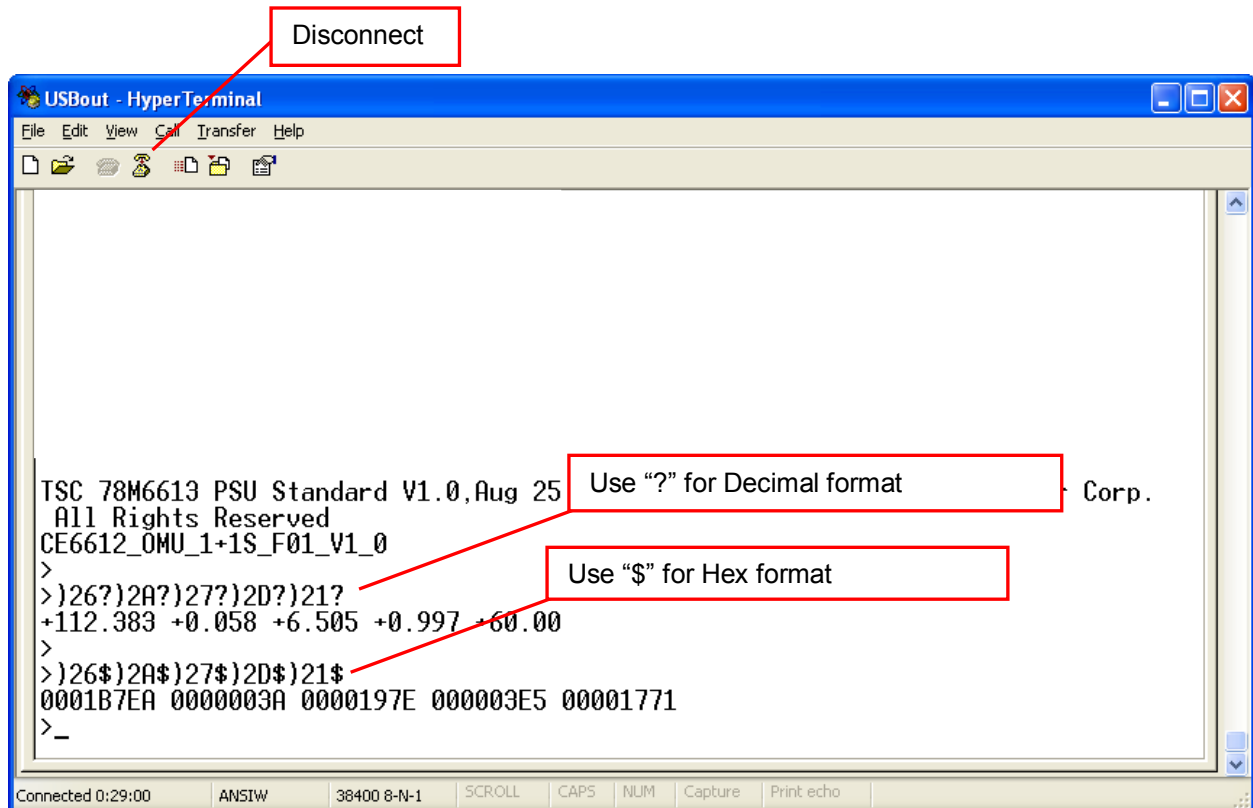 Disconnect
USBout - HyperTerminal
File Edit View Call Transfer Help
TSC 78M6613 PSU Standard V1.0,Aug 25
Use “?” for Decimal format
Corp.
All Rights Reserved
CE6612_OMU_1+1S_F01_V1_0
>
>)26?)2A?)27?)2D?)21?
Use “$” for Hex format
+112.383 +0.058 +6.505 +0.997 +60.00
>
>)26$)2A$)27$)2D$)21$
0001B7EA 0000003A 0000197E 000003E5 00001771
>_
Connected 0:29:00 ANSIW 38400 8-N-1 SCROLL CAPS NUM Capture Print echo